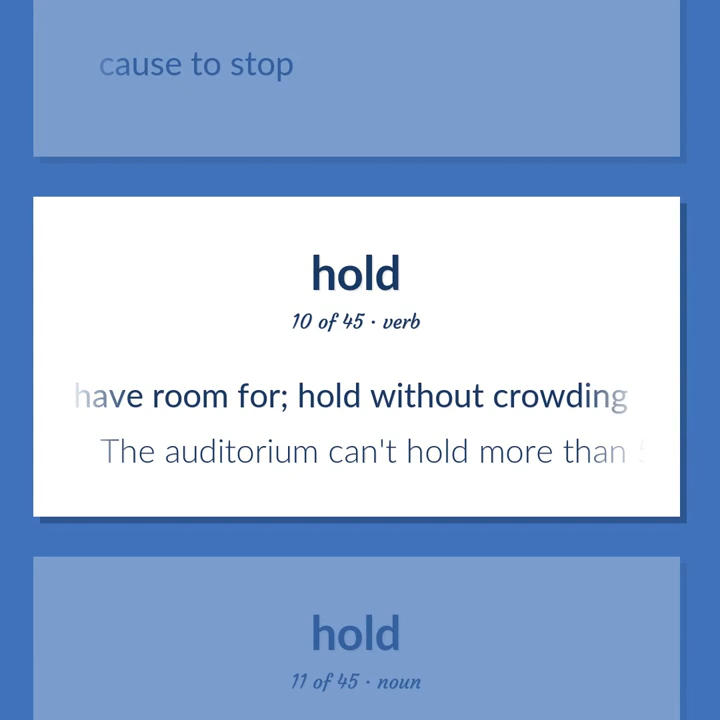 cause to stop
hold
10 of 45 · verb
have room for; hold without crowding
The auditorium can't hold more than
hold
11 of 45 · noun